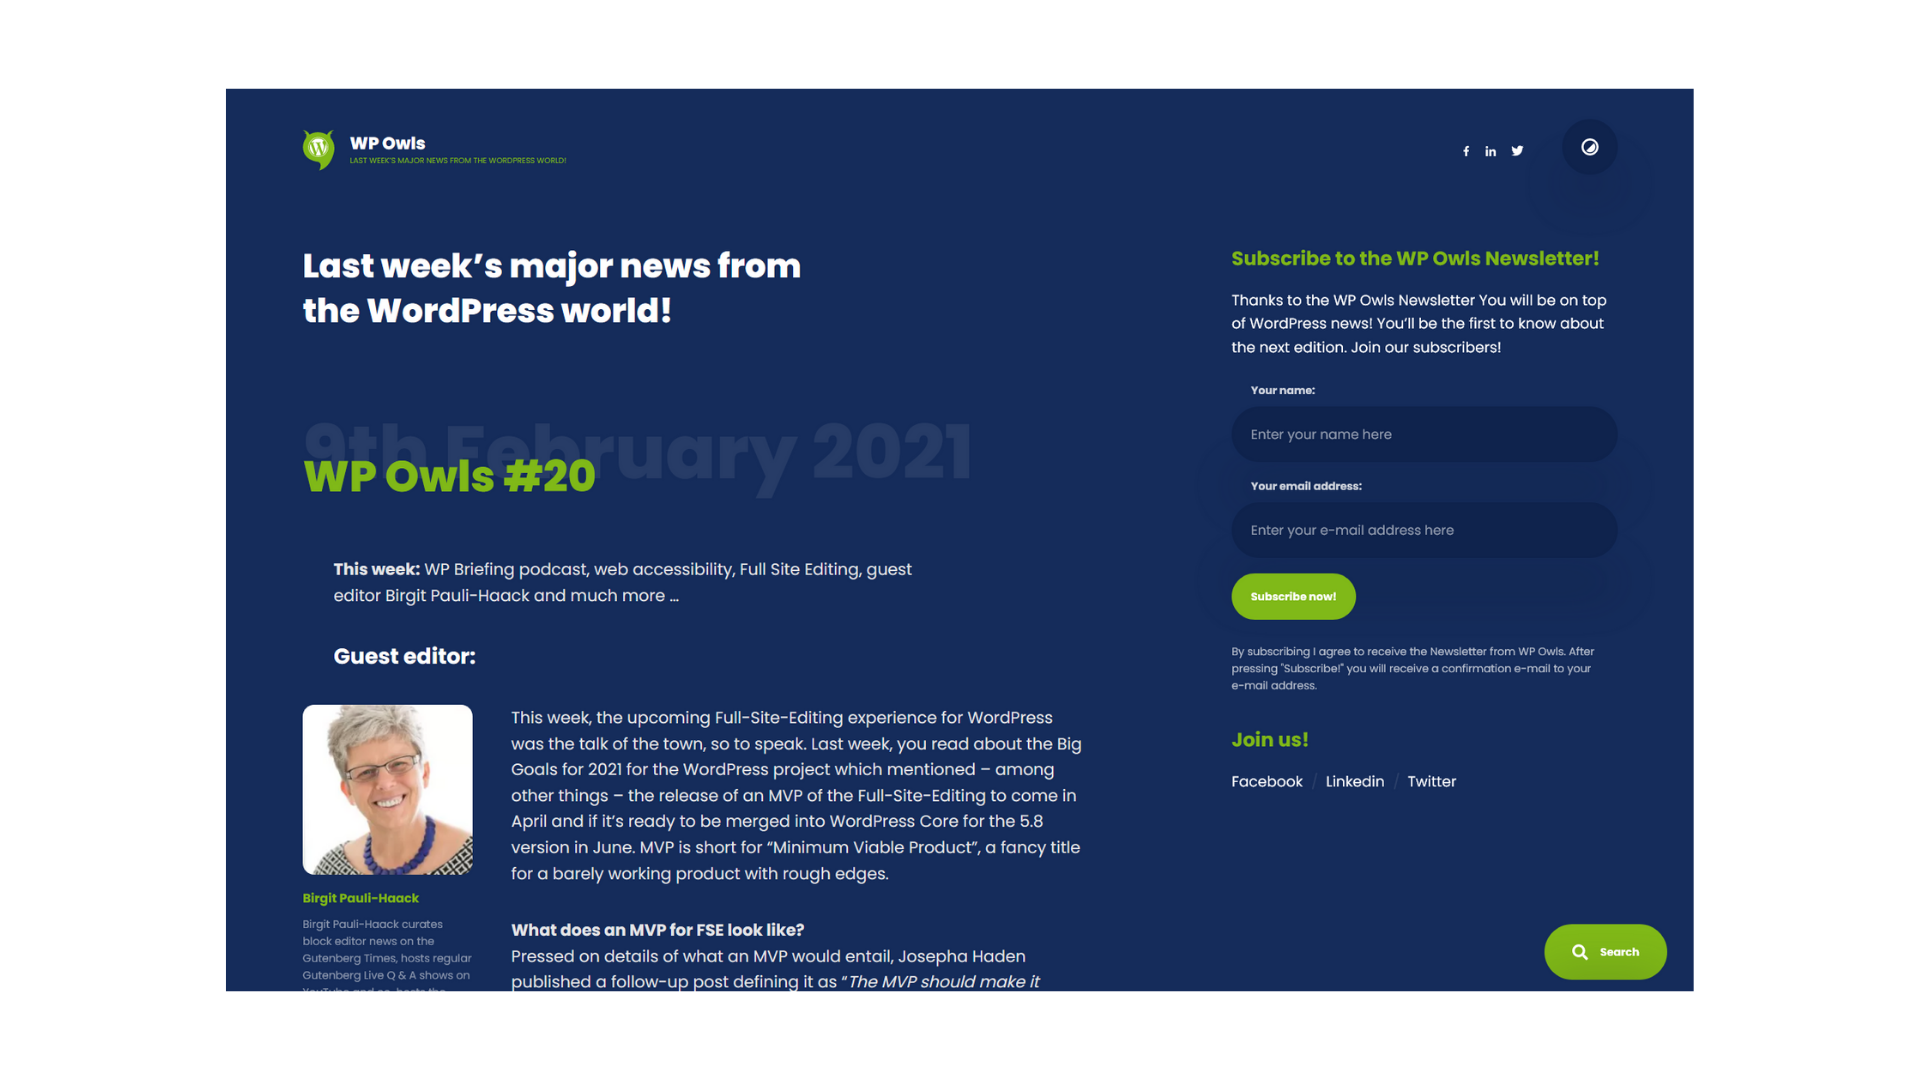 WP Owls
LAST WEEK'S MAJOR NEWS FROM THE WORDPRESS WORLD!
Last week's major news from
the WordPress world!
9th February 2021
WP Owls #20
This week: WP Briefing podcast, web accessibility, Full Site Editing, guest
editor Birgit Pauli-Haack and much more ...
Guest editor:
Birgit Pauli-Haack
Birgit Pauli-Haack curates
block editor news on the
Gutenberg Times, hosts regular
Gutenberg Live Q & A shows on
This week, the upcoming Full-Site-Editing experience for WordPress
was the talk of the town, so to speak. Last week, you read about the Big
Goals for 2021 for the WordPress project which mentioned – among
other things – the release of an MVP of the Full-Site-Editing to come in
April and if it's ready to be merged into WordPress Core for the 5.8
version in June. MVP is short for “Minimum Viable Product”, a fancy title
for a barely working product with rough edges.
What does an MVP for FSE look like?
Pressed on details of what an MVP would entail, Josepha Haden
published a follow-up post defining it as “The MVP should make it
Subscribe to the WP Owls Newsletter!
Thanks to the WP Owls Newsletter You will be on top
of WordPress news! You'll be the first to know about
the next edition. Join our subscribers!
Your name:
Enter your name here
Your email address:
Enter your e-mail address here
Subscribe now!
By subscribing I agree to receive the Newsletter from WP Owls. After
pressing "Subscribe!" you will receive a confirmation e-mail to your
e-mail address.
Join us!
Facebook / Linkedin / Twitter
Search